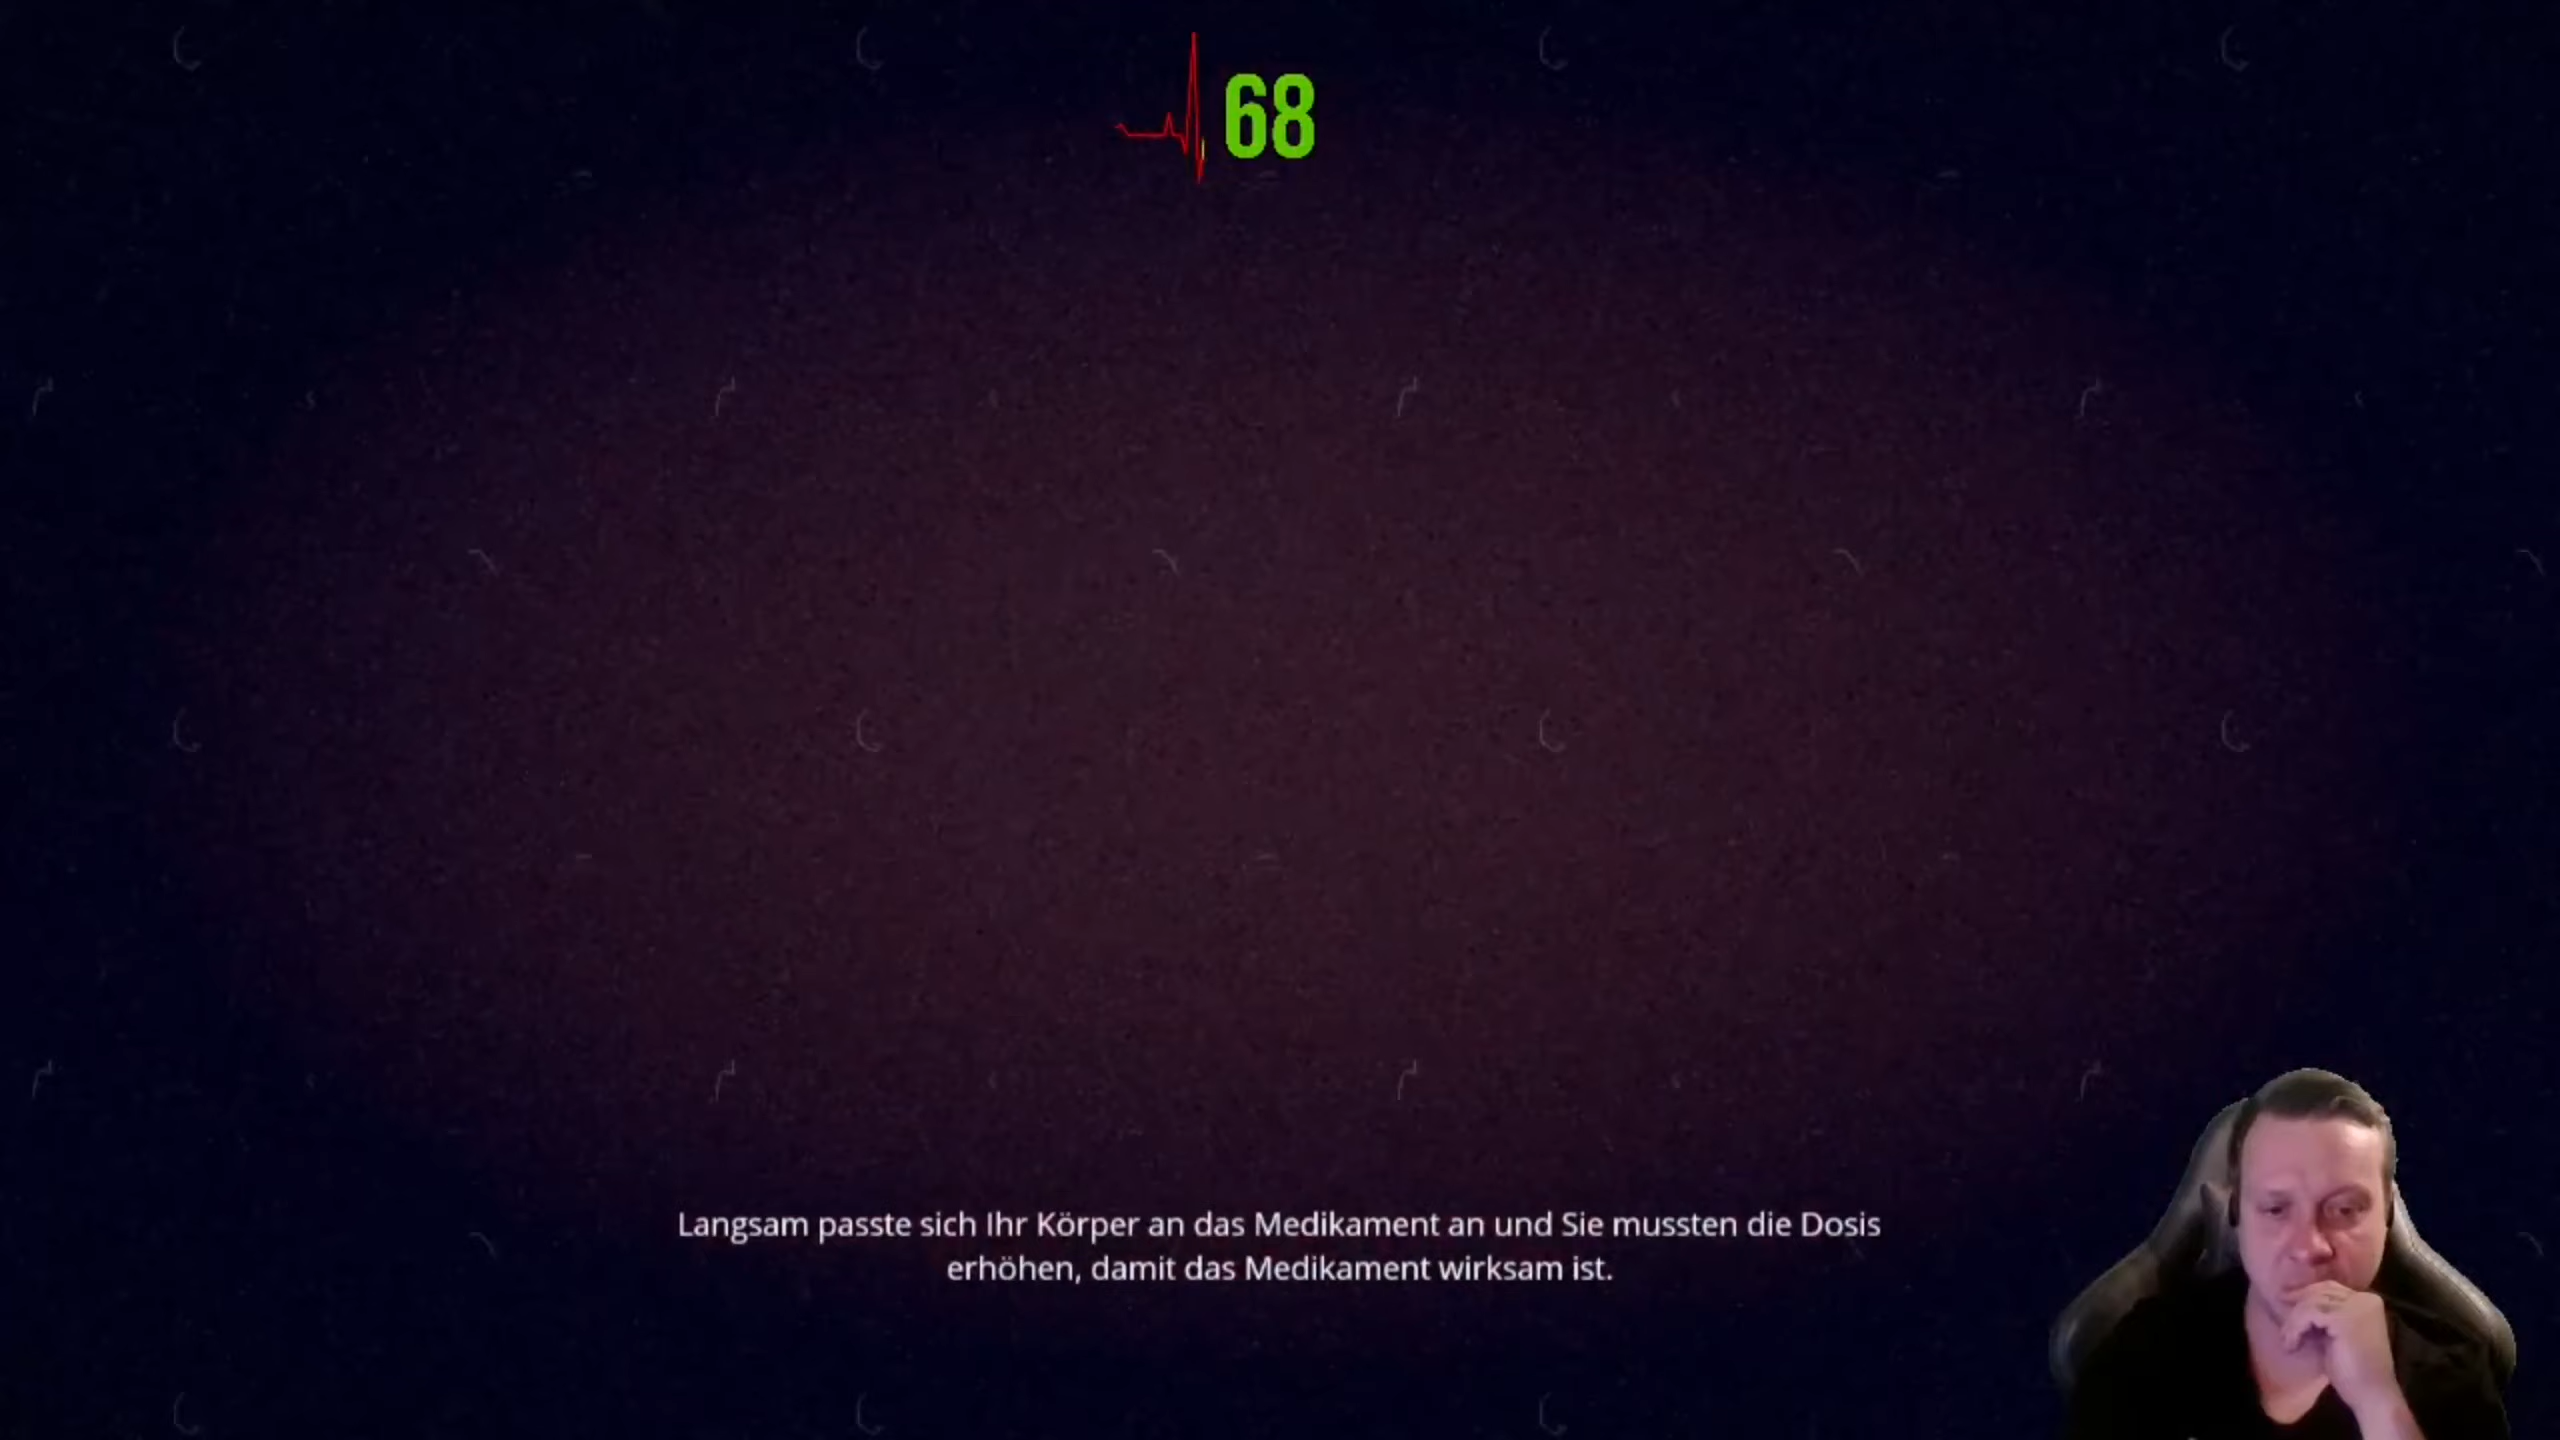 68
Langsam passte sich Ihr Körper an das Medikament an und Sie mussten die Dosis
erhöhen, damit das Medikament wirksam ist.